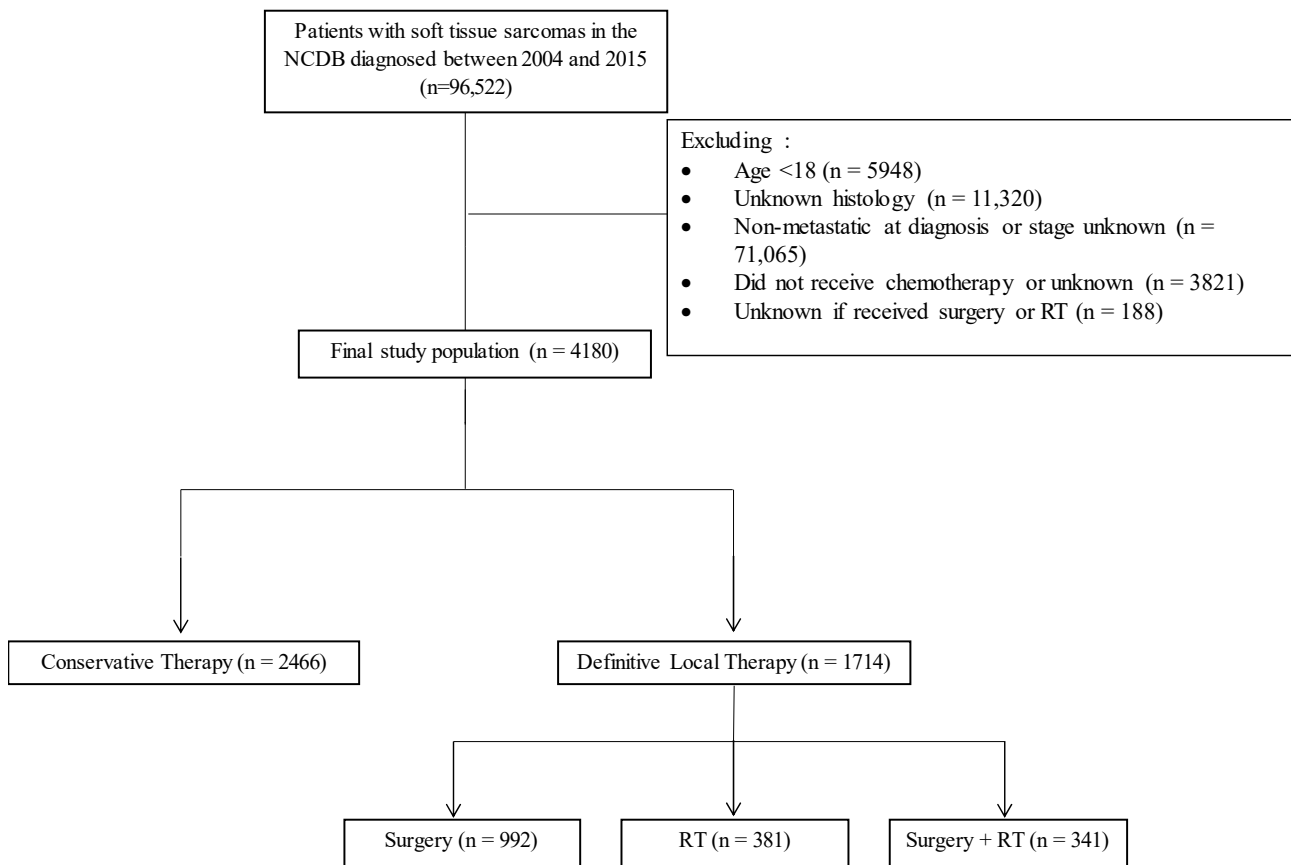 Patients with soft tissue sarcomas in the
NCDB diagnosed between 2004 and 2015
(n=96,522)
Excluding :
• Age <18 (n = 5948)
• Unknown histology (n = 11,320)
• Non-metastatic at diagnosis or stage unknown (n =
71,065)
• Did not receive chemotherapy or unknown (n = 3821)
• Unknown if received surgery or RT (n = 188)
Final study population (n = 4180)
Conservative Therapy (n = 2466)
Definitive Local Therapy (n = 1714)
Surgery (n = 992)
RT (n = 381)
Surgery + RT (n = 341)